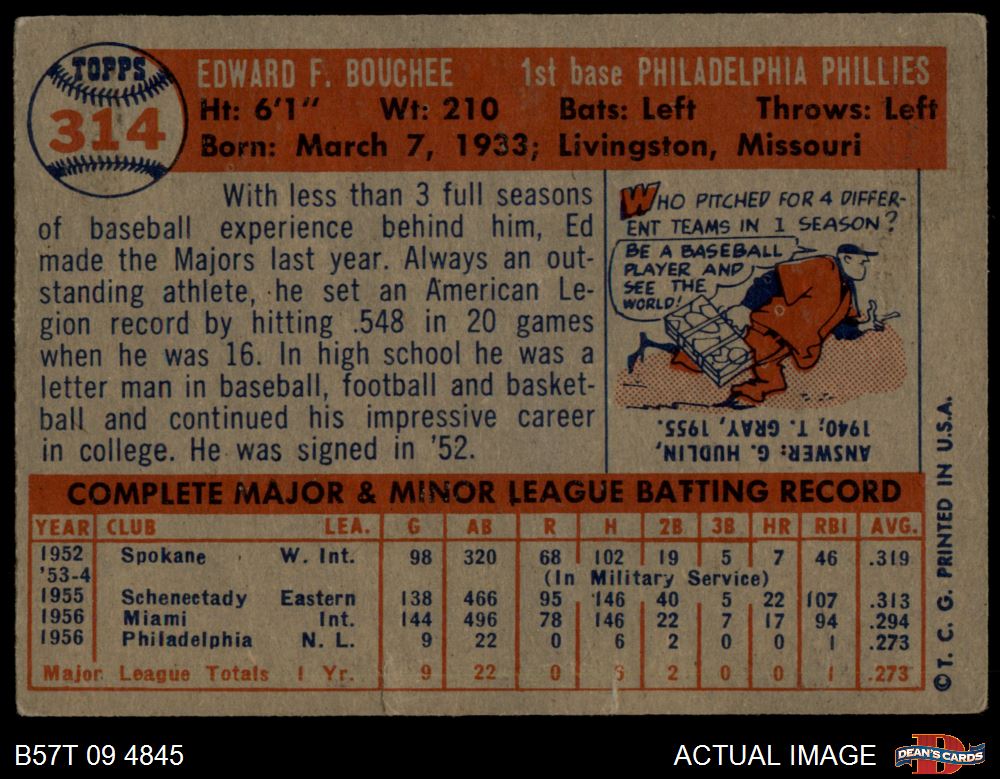 TOPPS
314
EDWARD F. BOUCHEE 1st base PHILADELPHIA PHILLIES
Ht: 6'1" Wt: 210 Bats: Left Throws: Left
Born: March 7, 1933; Livingston, Missouri
With less than 3 full seasons
of baseball experience behind him, Ed
made the Majors last year. Always an out-
standing athlete, he set an American Le-
gion record by hitting .548 in 20 games
when he was 16. In high school he was a
letter man in baseball, football and basket-
ball and continued his impressive career
in college. He was signed in '52.
WHO PITCHED FOR 4 DIFFER-
ENT TEAMS IN 1 SEASON?
BE A BASEBALL
PLAYER AND
SEE THE
WORLD!
ANSWER: G. HUDLIN,
1940; T. GRAY, 1955.
COMPLETE MAJOR & MINOR LEAGUE BATTING RECORD
YEAR CLUB LEA. G AB R H 2B 3B HR RBI AVG.
1952 Spokane W. Int. 98 320 68 102 19 5 7 46 .319
'53-4 (In Military Service)
1955 Schenectady Eastern 138 466 95 146 40 5 22 107 .313
1956 Miami Int. 144 496 78 146 22 7 17 94 .294
1956 Philadelphia N. L. 9 22 0 6 2 0 0 1 .273
Major League Totals 1 Yr. 9 22 0 6 2 0 0 1 .273
© T. C. G. PRINTED IN U.S.A.
B57T 09 4845
ACTUAL IMAGE
D
DEAN'S CARDS